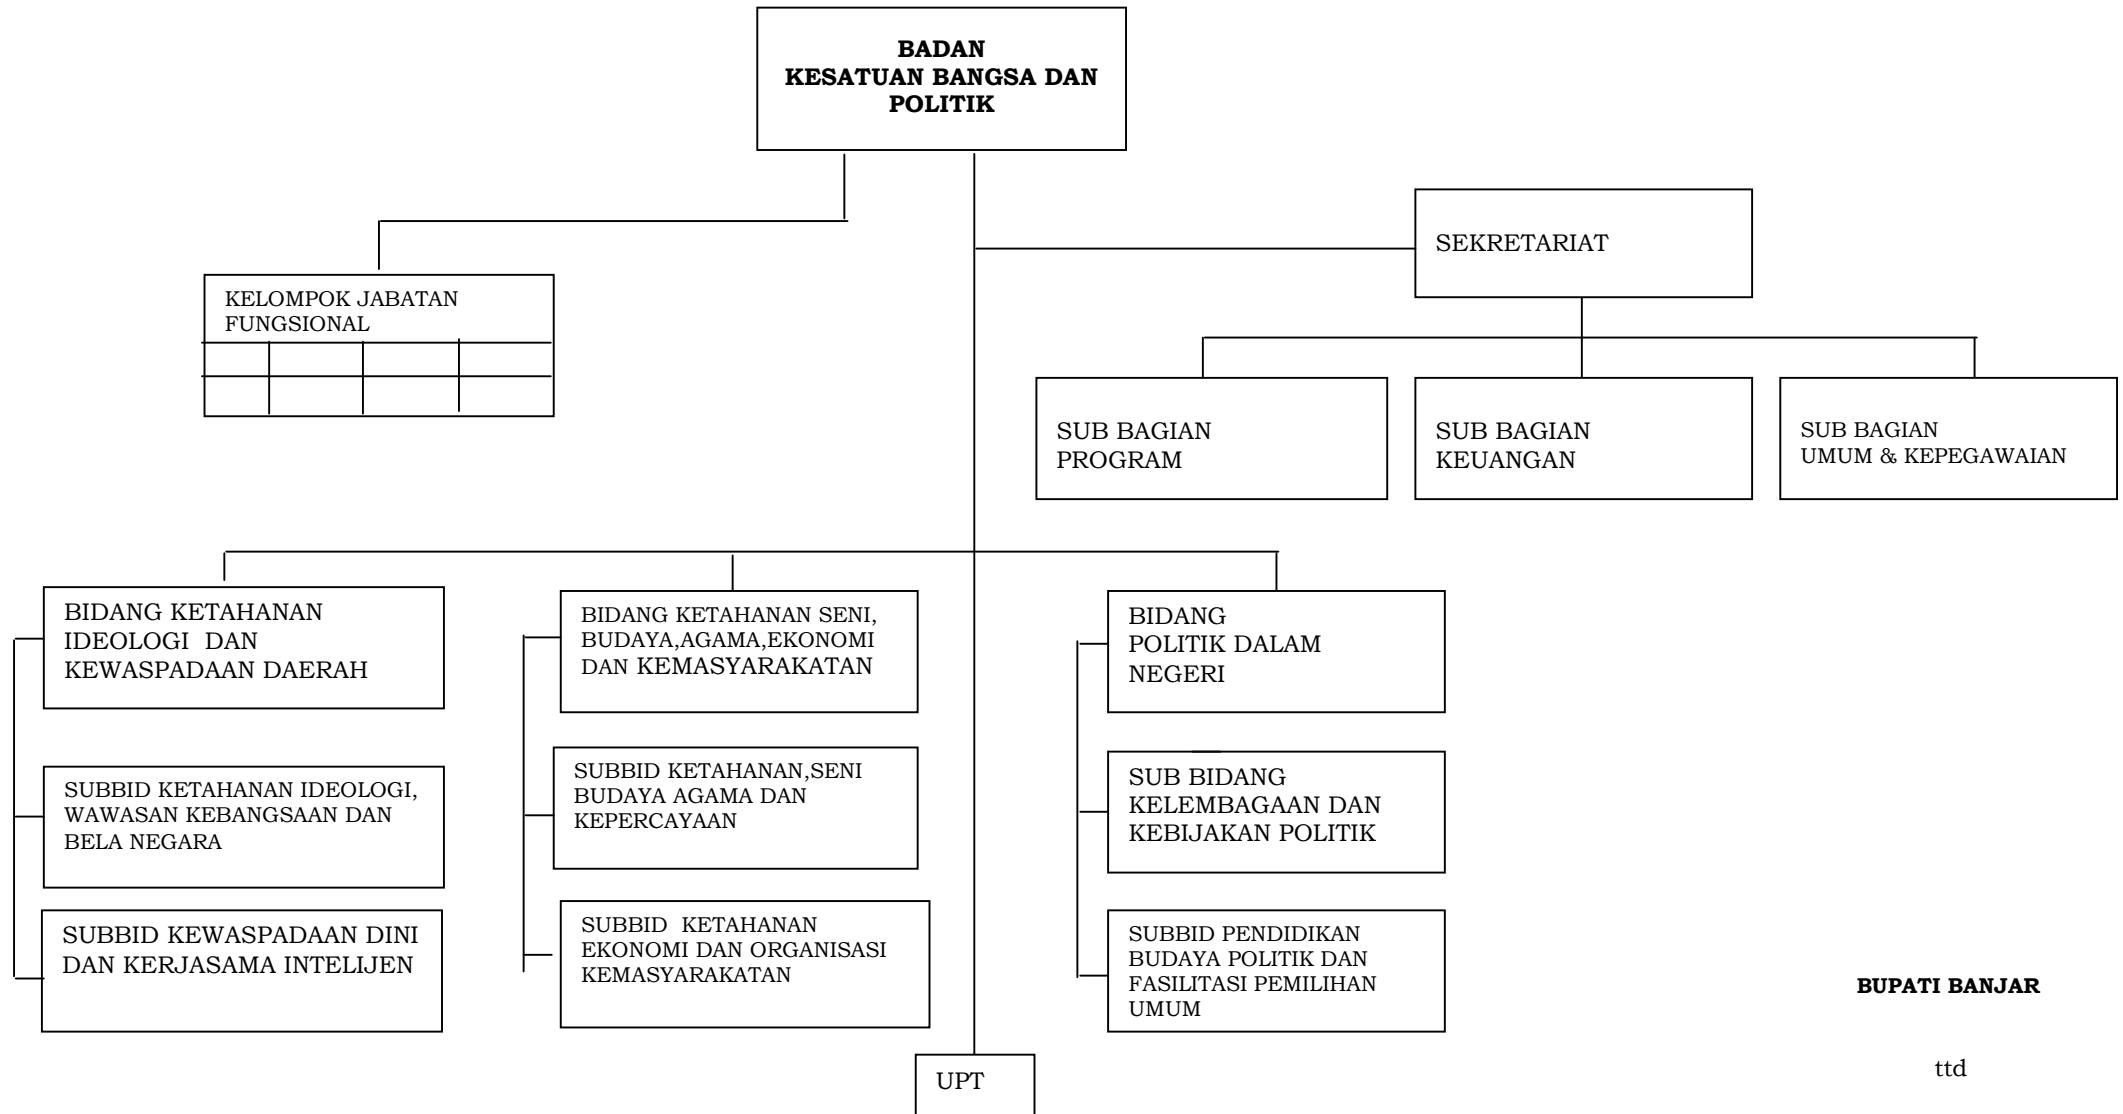 BADAN
KESATUAN BANGSA DAN
POLITIK
SEKRETARIAT
KELOMPOK JABATAN
FUNGSIONAL
SUB BAGIAN
PROGRAM
SUB BAGIAN
KEUANGAN
SUB BAGIAN
UMUM & KEPEGAWAIAN
BIDANG KETAHANAN
IDEOLOGI  DAN
KEWASPADAAN DAERAH
SUBBID KETAHANAN IDEOLOGI,
WAWASAN KEBANGSAAN DAN
BELA NEGARA
SUBBID KEWASPADAAN DINI
DAN KERJASAMA INTELIJEN
BIDANG KETAHANAN SENI,
BUDAYA,AGAMA,EKONOMI
DAN KEMASYARAKATAN
SUBBID KETAHANAN,SENI
BUDAYA AGAMA DAN
KEPERCAYAAN
SUBBID  KETAHANAN
EKONOMI DAN ORGANISASI
KEMASYARAKATAN
BIDANG
POLITIK DALAM
NEGERI
SUB BIDANG
KELEMBAGAAN DAN
KEBIJAKAN POLITIK
SUBBID PENDIDIKAN
BUDAYA POLITIK DAN
FASILITASI PEMILIHAN
UMUM
UPT
BUPATI BANJAR
ttd